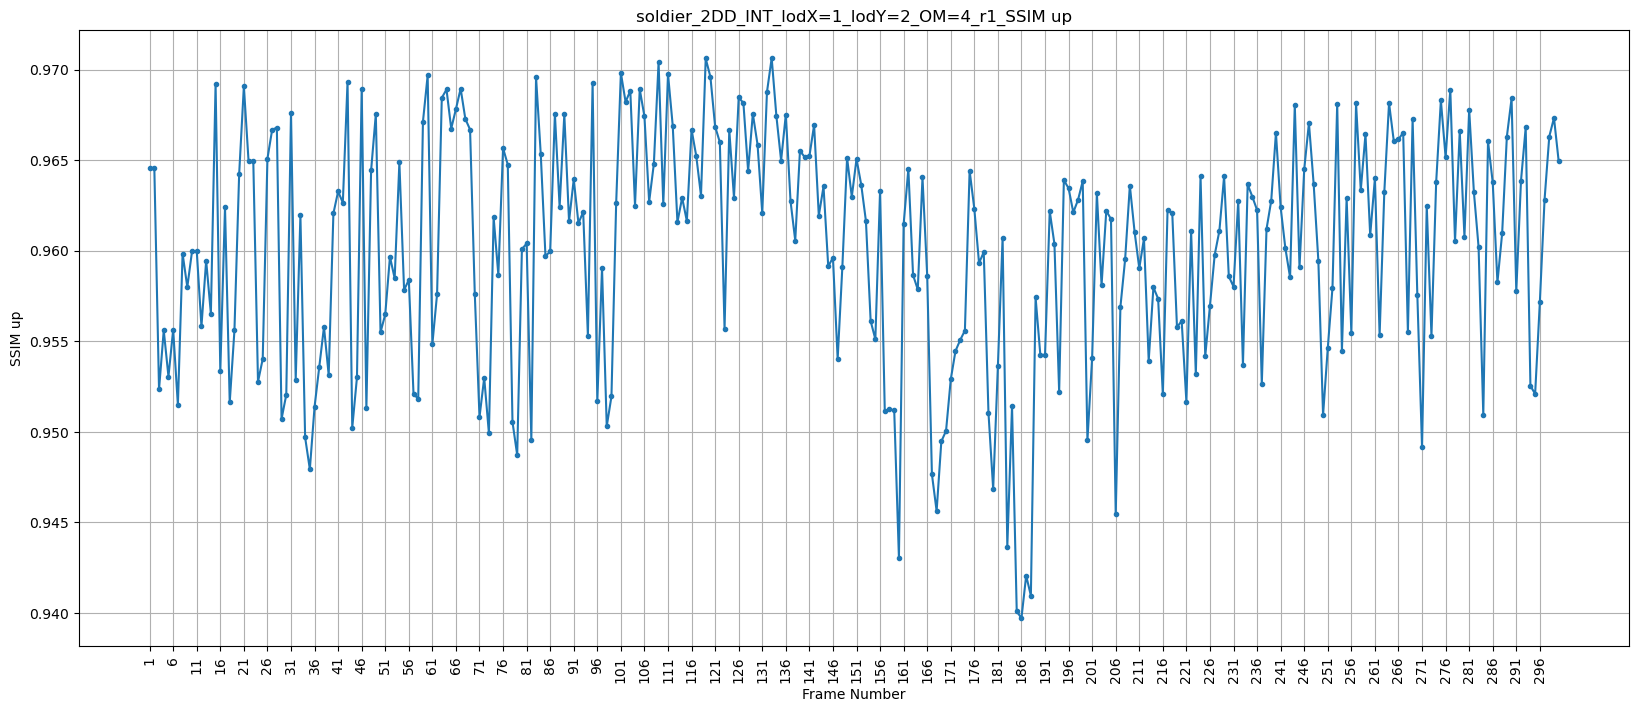 soldier_2DD_INT_lodX=1_lodY=2_OM=4_r1_SSIM up
SSIM up
0.970
0.965
0.960
0.955
0.950
0.945
0.940
1 6 11 16 21 26 31 36 41 46 51 56 61 66 71 76 81 86 91 96 101 106 111 116 121 126 131 136 141 146 151 156 161 166 171 176 181 186 191 196 201 206 211 216 221 226 231 236 241 246 251 256 261 266 271 276 281 286 291 296
Frame Number